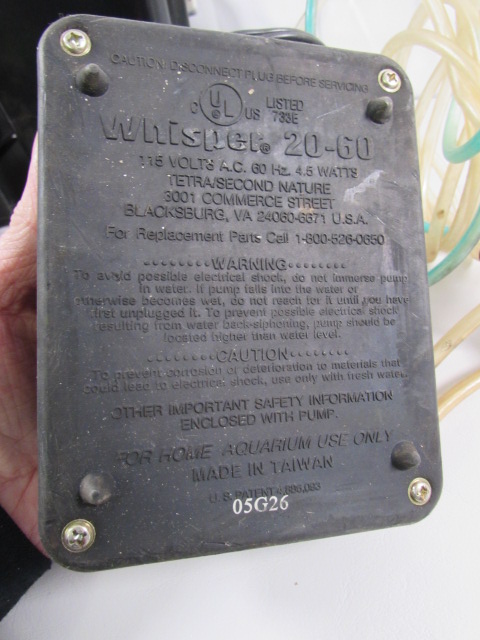 CAUTION: DISCONNECT PLUG BEFORE SERVICING
C UL US LISTED
733E
Whisper® 20-60
115 VOLTS A.C. 60 Hz. 4.5 WATTS
TETRA/SECOND NATURE
3001 COMMERCE STREET
BLACKSBURG, VA 24060-6671 U.S.A.
For Replacement Parts Call 1-800-526-0650
········WARNING········
To avoid possible electrical shock, do not immerse pump
in water. If pump falls into the water or
otherwise becomes wet, do not reach for it until you have
first unplugged it. To prevent possible electrical shock
resulting from water back-siphoning, pump should be
located higher than water level.
········CAUTION········
To prevent corrosion or deterioration to materials that
could lead to electrical shock, use only with fresh water.
OTHER IMPORTANT SAFETY INFORMATION
ENCLOSED WITH PUMP.
FOR HOME AQUARIUM USE ONLY
MADE IN TAIWAN
U.S. PATENT
05G26